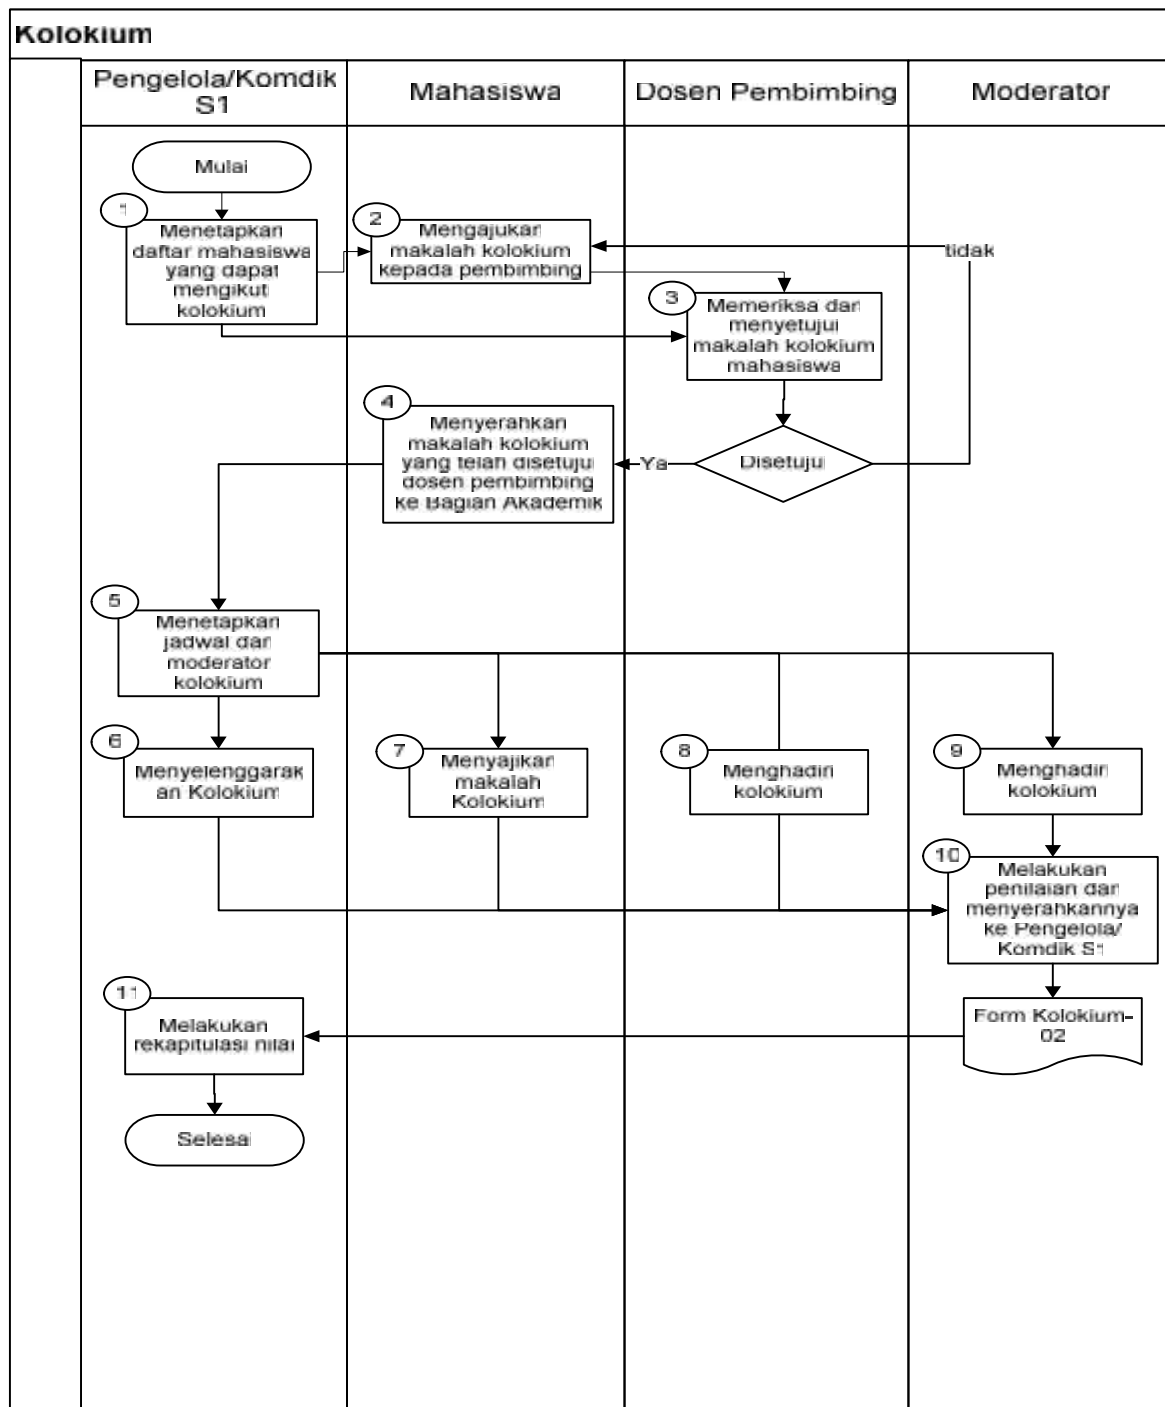 Kolokium
Pengelola/Komdik
S1
Mahasiswa
Dosen Pembimbing
Moderator
Mulai
1
Menetapkan
daftar mahasiswa
yang dapat
mengikut
kolokium
2
Mengajukan
makalah kolokium
kepada pembimbing
tidak
3
Memeriksa dan
menyetujui
makalah kolokium
mahasiswa
4
Menyerahkan
makalah kolokium
yang telah disetujui
dosen pembimbing
ke Bagian Akademik
Ya
Disetujui
5
Menetapkan
jadwal dan
moderator
kolokium
6
Menyelenggarak
an Kolokium
7
Menyajikan
makalah
Kolokium
8
Menghadiri
kolokium
9
Menghadiri
kolokium
10
Melakukan
penilaian dan
menyerahkannya
ke Pengelola/
Komdik S1
11
Melakukan
rekapitulasi nilai
Form Kolokium-
02
Selesai